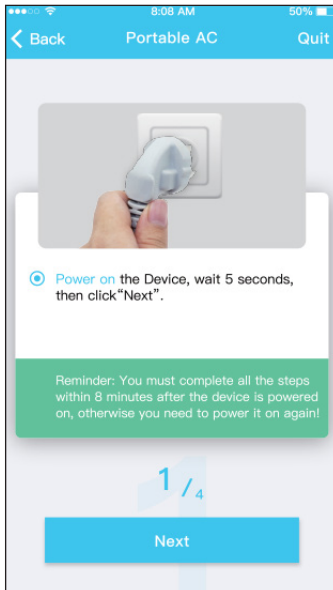 8:08 AM
50%
Back
Portable AC
Quit
Power on the Device, wait 5 seconds,
then click“Next”.
Reminder: You must complete all the steps
within 8 minutes after the device is powered
on, otherwise you need to power it on again!
1/4
Next